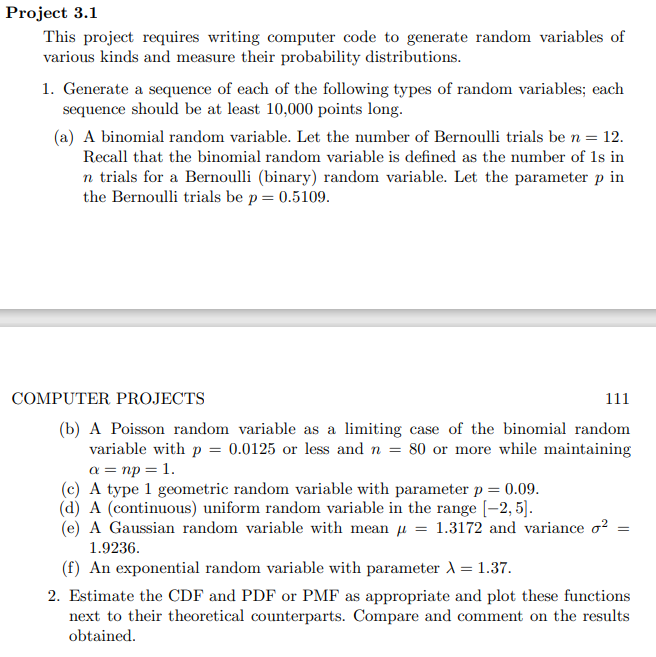 Project 3.1
This project requires writing computer code to generate random variables of
various kinds and measure their probability distributions.
1. Generate a sequence of each of the following types of random variables; each
sequence should be at least 10,000 points long.
(a) A binomial random variable. Let the number of Bernoulli trials be n = 12.
Recall that the binomial random variable is defined as the number of 1s in
n trials for a Bernoulli (binary) random variable. Let the parameter p in
the Bernoulli trials be p = 0.5109.
COMPUTER PROJECTS 111
(b) A Poisson random variable as a limiting case of the binomial random
variable with p = 0.0125 or less and n = 80 or more while maintaining
α = np = 1.
(c) A type 1 geometric random variable with parameter p = 0.09.
(d) A (continuous) uniform random variable in the range [−2, 5].
(e) A Gaussian random variable with mean μ = 1.3172 and variance σ² =
1.9236.
(f) An exponential random variable with parameter λ = 1.37.
2. Estimate the CDF and PDF or PMF as appropriate and plot these functions
next to their theoretical counterparts. Compare and comment on the results
obtained.